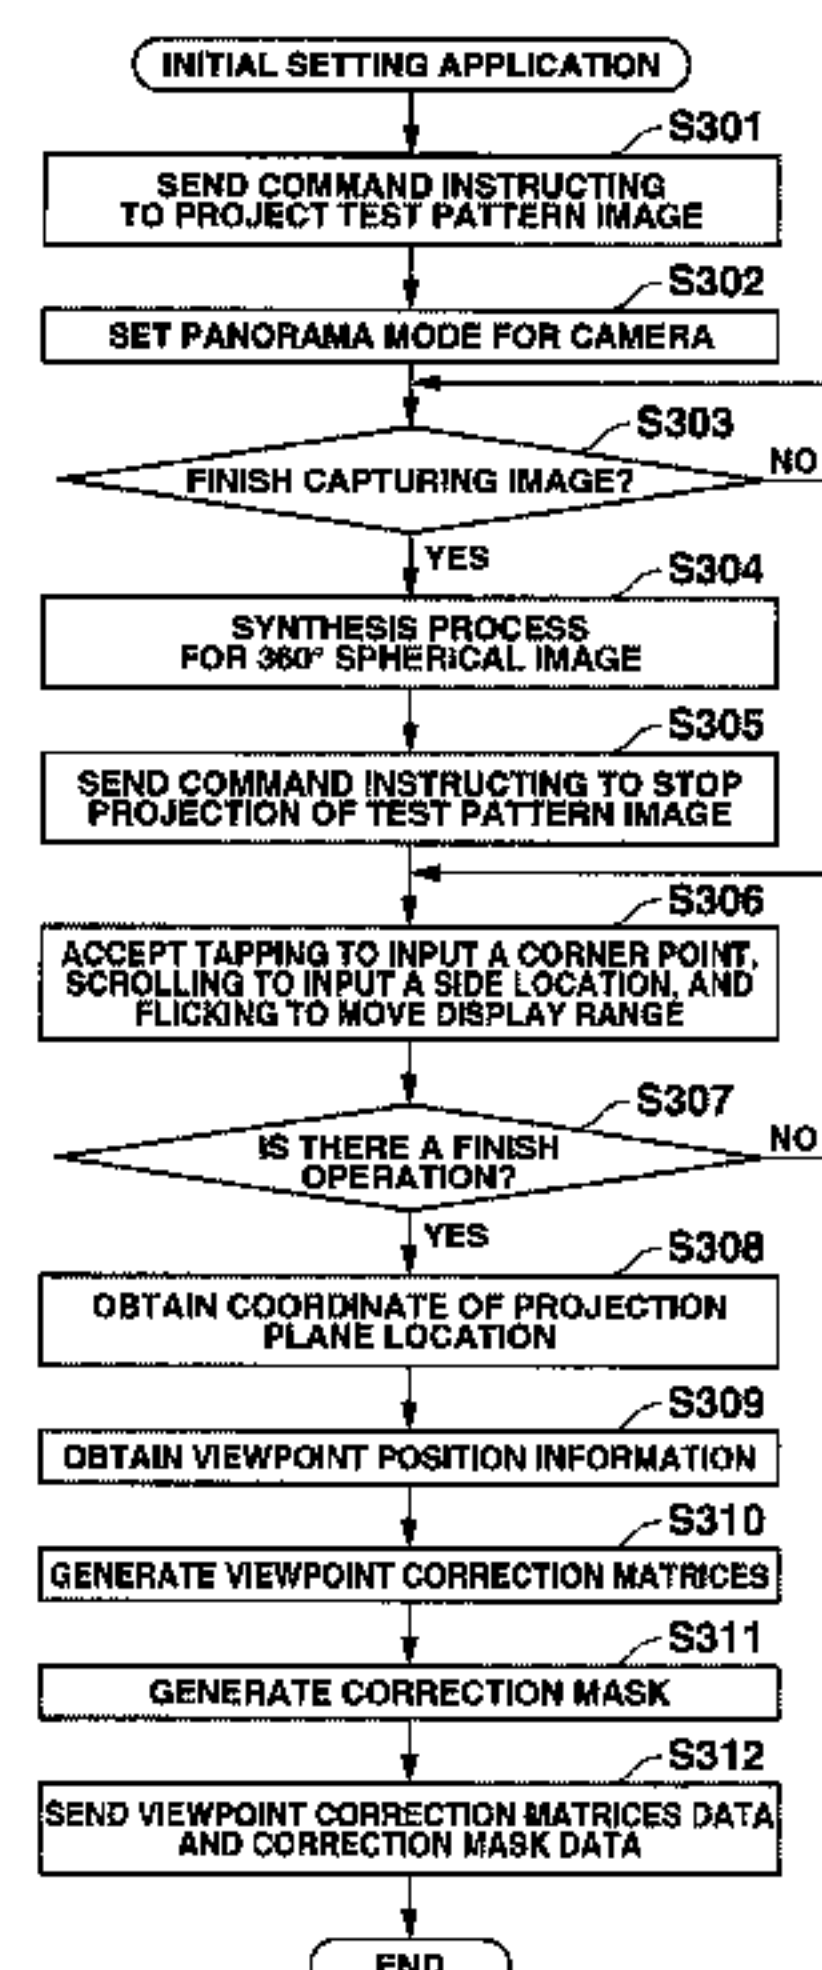 INITIAL SETTING APPLICATION
S301
SEND COMMAND INSTRUCTING
TO PROJECT TEST PATTERN IMAGE
S302
SET PANORAMA MODE FOR CAMERA
S303
FINISH CAPTURING IMAGE?
NO
YES
S304
SYNTHESIS PROCESS
FOR 360° SPHERICAL IMAGE
S305
SEND COMMAND INSTRUCTING TO STOP
PROJECTION OF TEST PATTERN IMAGE
S306
ACCEPT TAPPING TO INPUT A CORNER POINT,
SCROLLING TO INPUT A SIDE LOCATION, AND
FLICKING TO MOVE DISPLAY RANGE
S307
IS THERE A FINISH
OPERATION?
NO
YES
S308
OBTAIN COORDINATE OF PROJECTION
PLANE LOCATION
S309
OBTAIN VIEWPOINT POSITION INFORMATION
S310
GENERATE VIEWPOINT CORRECTION MATRICES
S311
GENERATE CORRECTION MASK
S312
SEND VIEWPOINT CORRECTION MATRICES DATA
AND CORRECTION MASK DATA
END